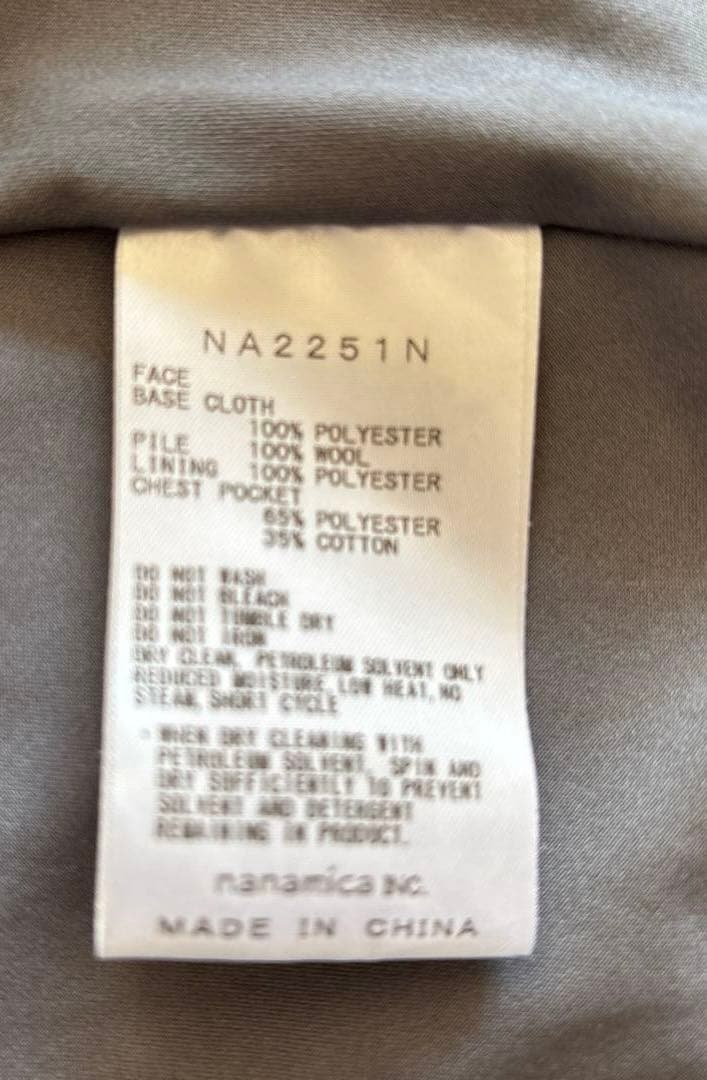 NA2251N
FACE
BASE CLOTH
100% POLYESTER
PILE 100% WOOL
LINING 100% POLYESTER
CHEST POCKET
65% POLYESTER
35% COTTON
DO NOT WASH
DO NOT BLEACH
DO NOT TUMBLE DRY
DO NOT IRON
DRY CLEAN, PETROLEUM SOLVENT ONLY
REDUCED MOISTURE, LOW HEAT, NO
STEAM, SHORT CYCLE
• WHEN DRY CLEANING WITH
PETROLEUM SOLVENT, SPIN AND
DRY SUFFICIENTLY TO PREVENT
SOLVENT AND DETERGENT
REMAINING IN PRODUCT.
nanamica INC.
MADE IN CHINA